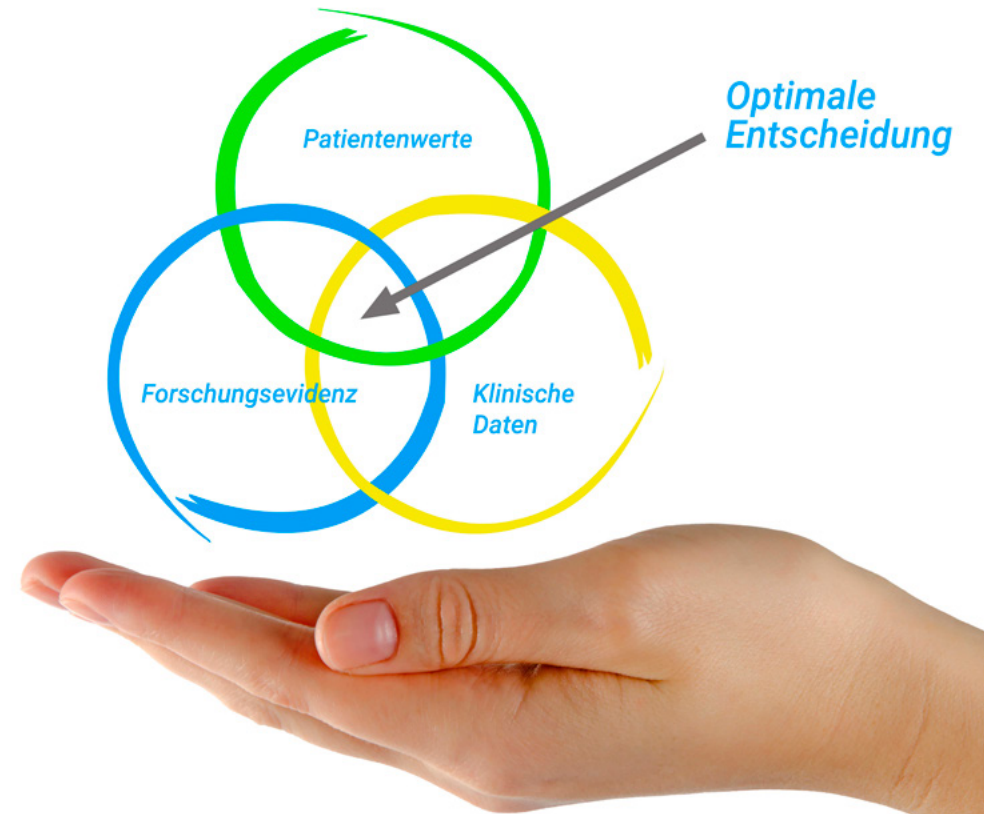 Optimale
Entscheidung
Patientenwerte
Forschungsevidenz
Klinische
Daten